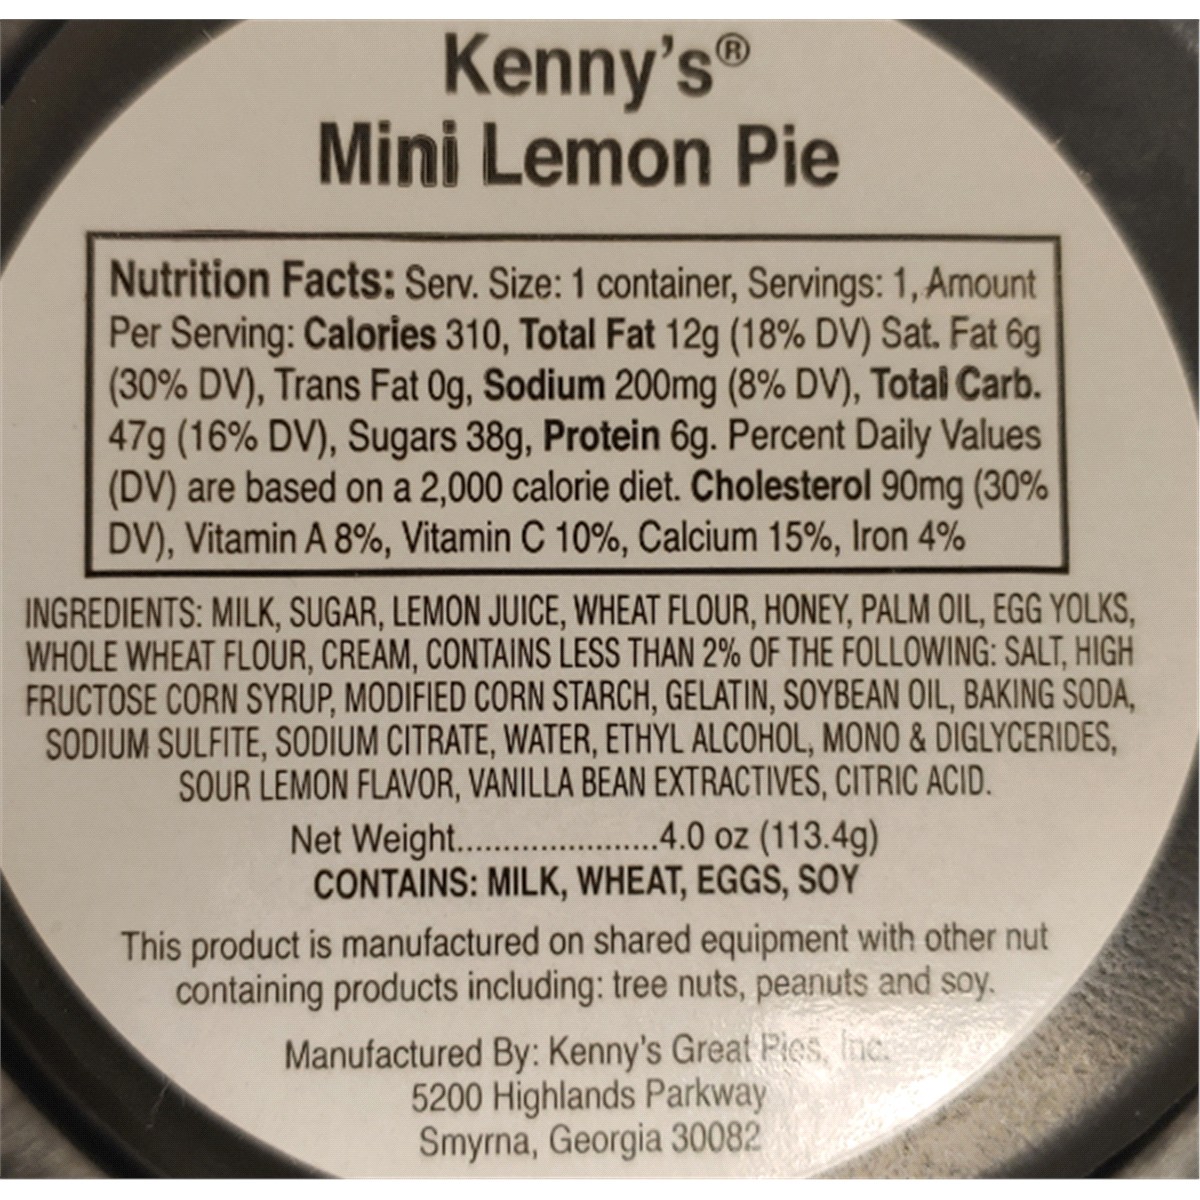 Kenny's®
Mini Lemon Pie
Nutrition Facts: Serv. Size: 1 container, Servings: 1, Amount
Per Serving: Calories 310, Total Fat 12g (18% DV) Sat. Fat 6g
(30% DV), Trans Fat 0g, Sodium 200mg (8% DV), Total Carb.
47g (16% DV), Sugars 38g, Protein 6g. Percent Daily Values
(DV) are based on a 2,000 calorie diet. Cholesterol 90mg (30%
DV), Vitamin A 8%, Vitamin C 10%, Calcium 15%, Iron 4%
INGREDIENTS: MILK, SUGAR, LEMON JUICE, WHEAT FLOUR, HONEY, PALM OIL, EGG YOLKS,
WHOLE WHEAT FLOUR, CREAM, CONTAINS LESS THAN 2% OF THE FOLLOWING: SALT, HIGH
FRUCTOSE CORN SYRUP, MODIFIED CORN STARCH, GELATIN, SOYBEAN OIL, BAKING SODA,
SODIUM SULFITE, SODIUM CITRATE, WATER, ETHYL ALCOHOL, MONO & DIGLYCERIDES,
SOUR LEMON FLAVOR, VANILLA BEAN EXTRACTIVES, CITRIC ACID.
Net Weight......................4.0 oz (113.4g)
CONTAINS: MILK, WHEAT, EGGS, SOY
This product is manufactured on shared equipment with other nut
containing products including: tree nuts, peanuts and soy.
Manufactured By: Kenny's Great Pies, Inc.
5200 Highlands Parkway
Smyrna, Georgia 30082